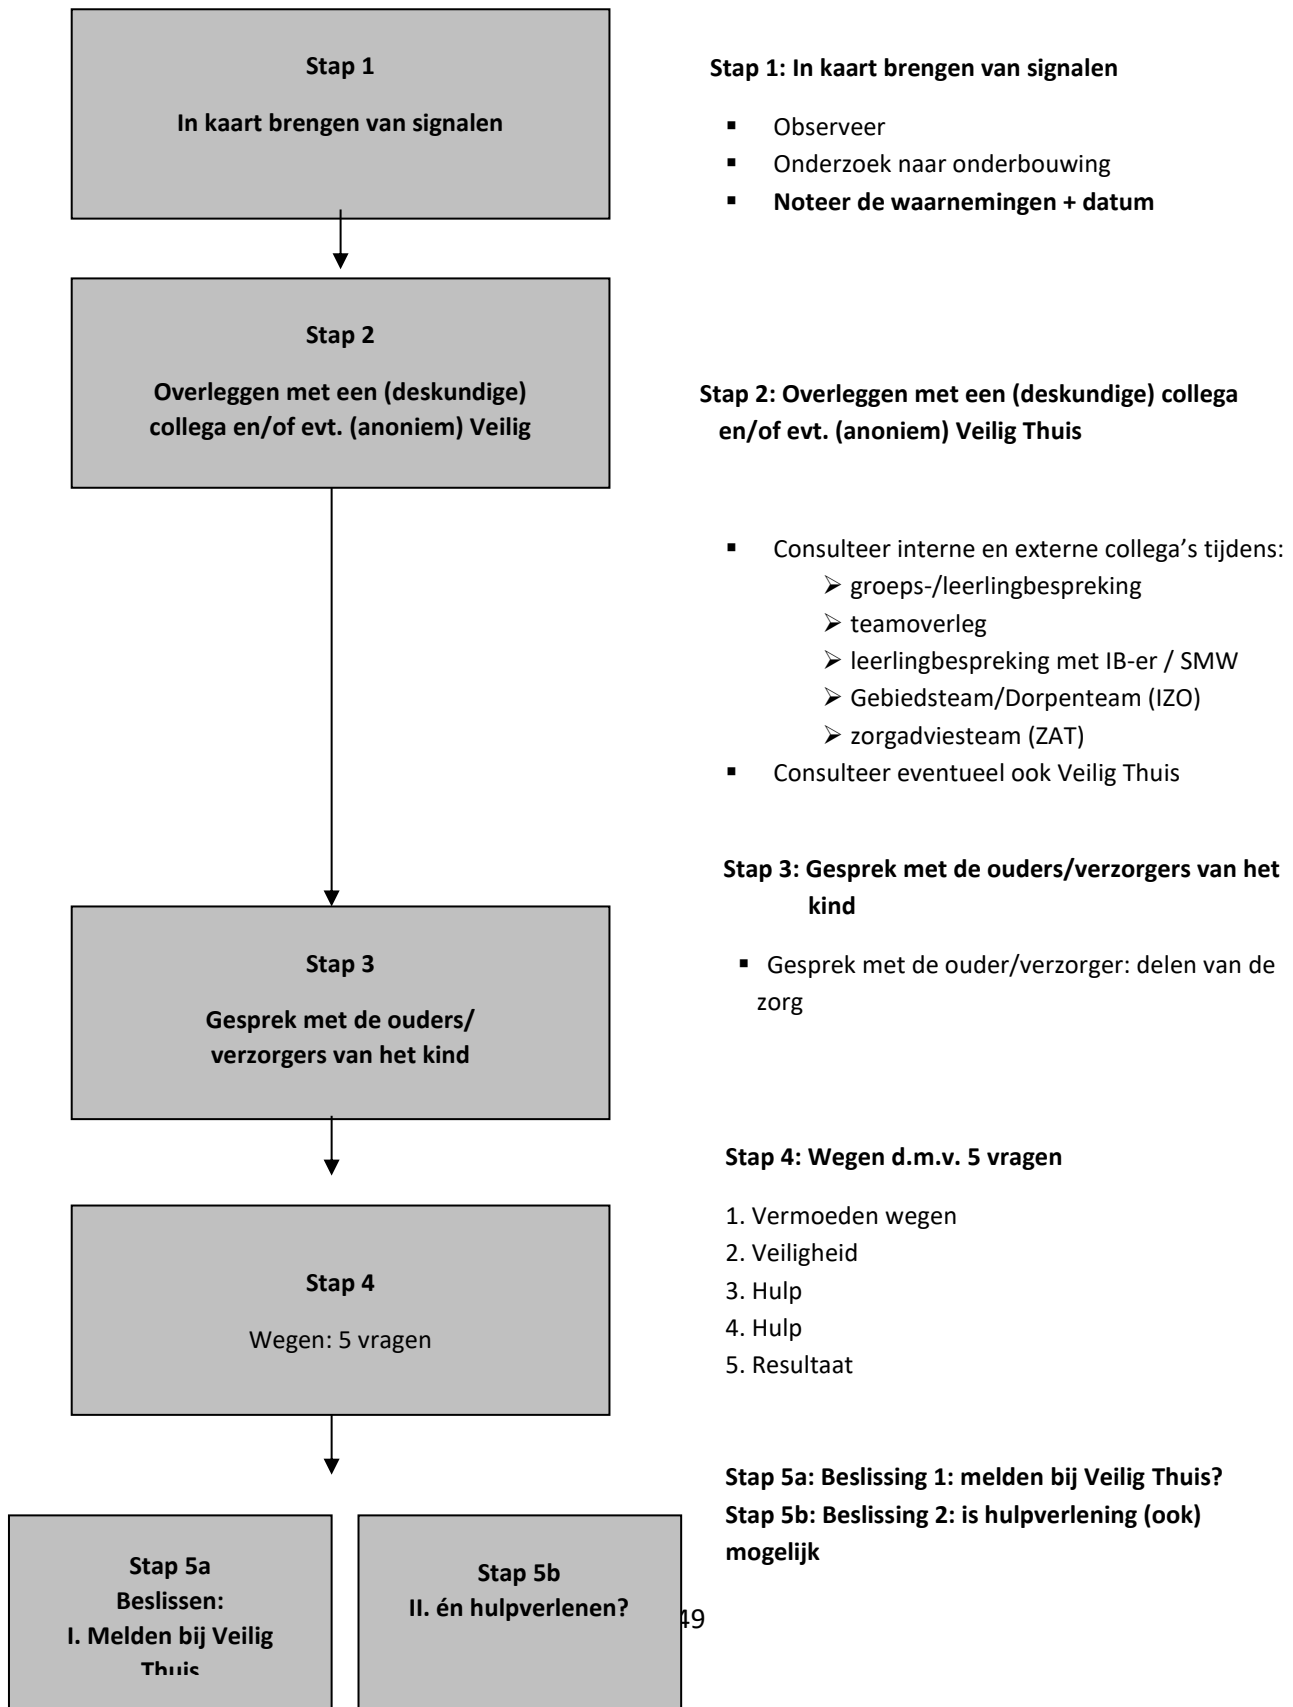 Stap 1
In kaart brengen van signalen
Stap 1: In kaart brengen van signalen
▪ Observeer
▪ Onderzoek naar onderbouwing
▪ Noteer de waarnemingen + datum
Stap 2
Overleggen met een (deskundige)
collega en/of evt. (anoniem) Veilig
Stap 2: Overleggen met een (deskundige) collega
en/of evt. (anoniem) Veilig Thuis
▪ Consulteer interne en externe collega’s tijdens:
➢ groeps-/leerlingbespreking
➢ teamoverleg
➢ leerlingbespreking met IB-er / SMW
➢ Gebiedsteam/Dorpenteam (IZO)
➢ zorgadviesteam (ZAT)
▪ Consulteer eventueel ook Veilig Thuis
Stap 3
Gesprek met de ouders/
verzorgers van het kind
Stap 3: Gesprek met de ouders/verzorgers van het
kind
▪ Gesprek met de ouder/verzorger: delen van de
zorg
Stap 4
Wegen: 5 vragen
Stap 4: Wegen d.m.v. 5 vragen
1. Vermoeden wegen
2. Veiligheid
3. Hulp
4. Hulp
5. Resultaat
Stap 5a
Beslissen:
I. Melden bij Veilig
Thuis
Stap 5b
II. én hulpverlenen?
Stap 5a: Beslissing 1: melden bij Veilig Thuis?
Stap 5b: Beslissing 2: is hulpverlening (ook)
mogelijk
49